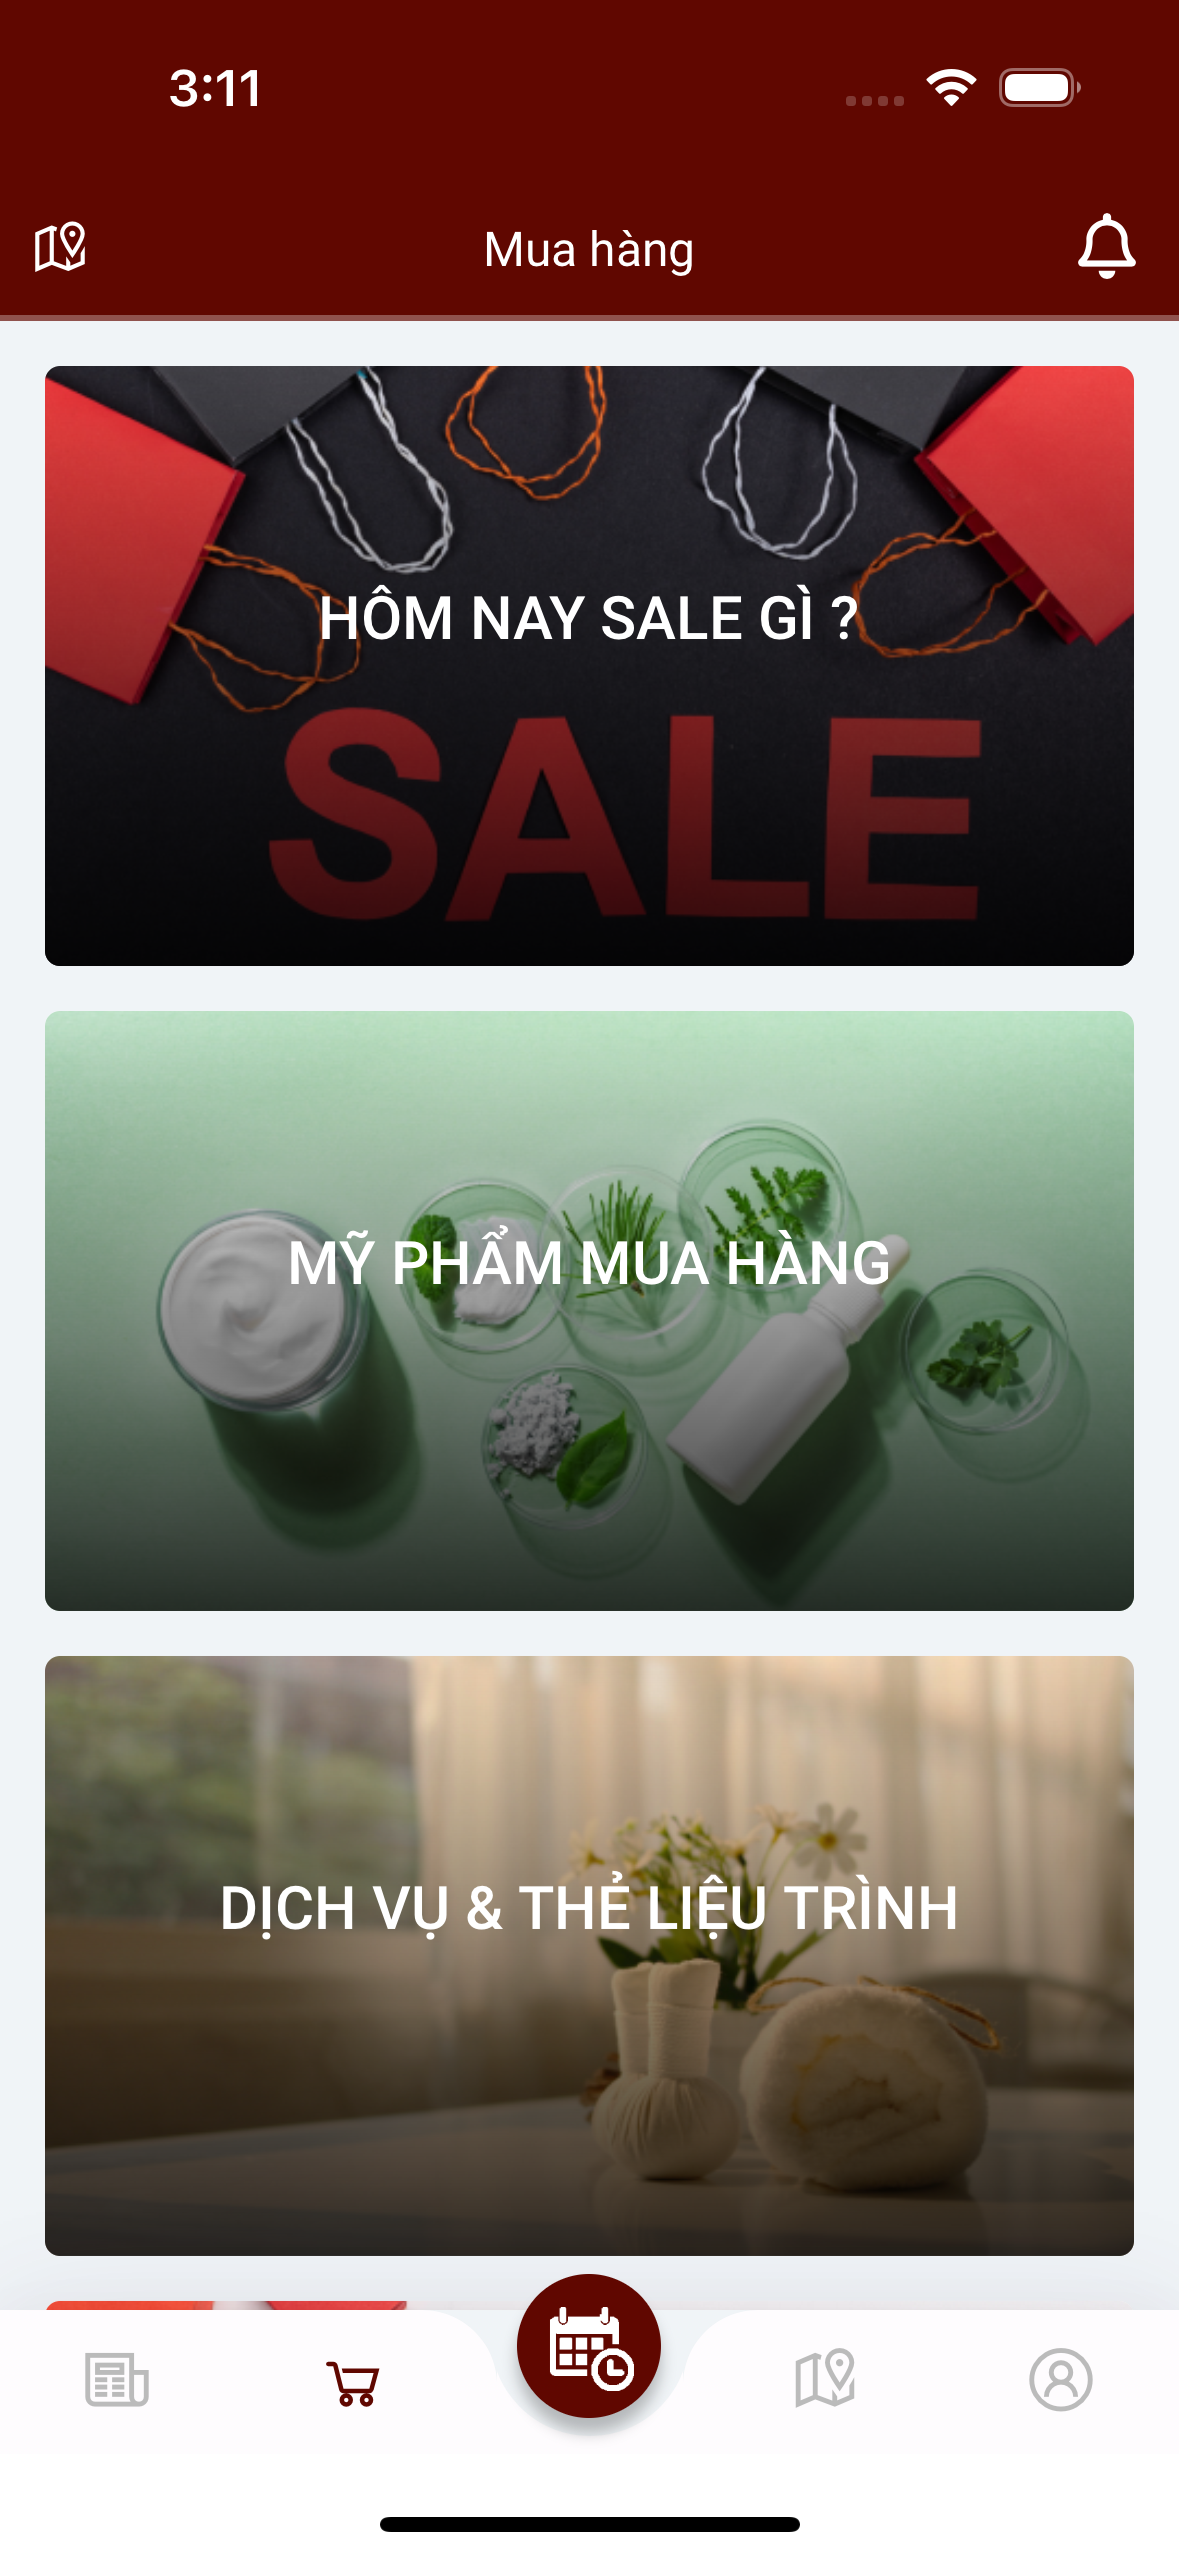 3:11
Mua hàng
HÔM NAY SALE GÌ ?
SALE
MỸ PHẨM MUA HÀNG
DỊCH VỤ & THẺ LIỆU TRÌNH